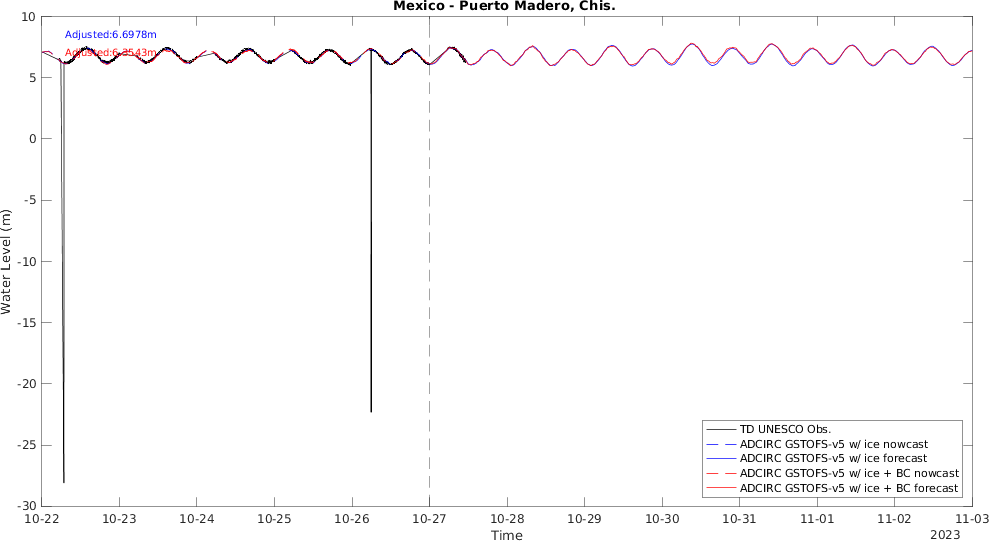 Mexico - Puerto Madero, Chis.
Adjusted:6.6978m
Adjusted:6.3543m
Water Level (m)
10
5
0
-5
-10
-15
-20
-25
-30
TD UNESCO Obs.
ADCIRC GSTOFS-v5 w/ ice nowcast
ADCIRC GSTOFS-v5 w/ ice forecast
ADCIRC GSTOFS-v5 w/ ice + BC nowcast
ADCIRC GSTOFS-v5 w/ ice + BC forecast
10-22 10-23 10-24 10-25 10-26 10-27 10-28 10-29 10-30 10-31 11-01 11-02 11-03
Time
2023